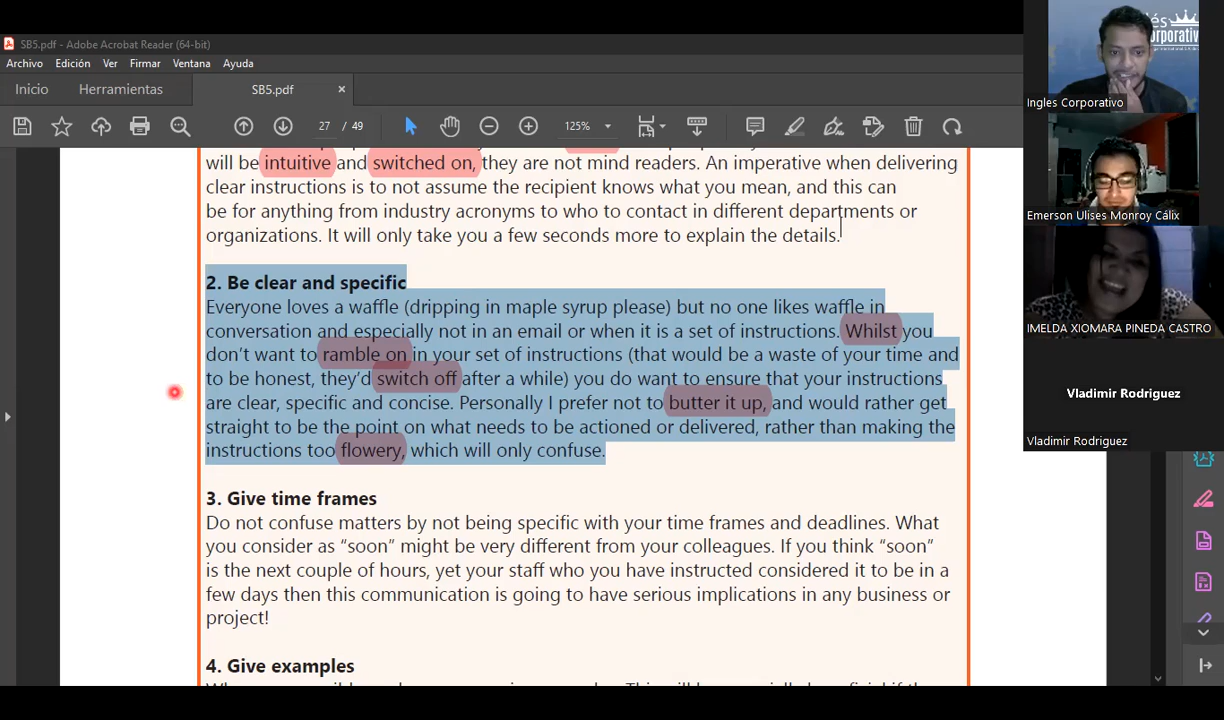 SB5.pdf - Adobe Acrobat Reader (64-bit)
Archivo Edición Ver Firmar Ventana Ayuda
Inicio Herramientas SB5.pdf ×
27 / 49 125%
will be intuitive and switched on, they are not mind readers. An imperative when delivering
clear instructions is to not assume the recipient knows what you mean, and this can
be for anything from industry acronyms to who to contact in different departments or
organizations. It will only take you a few seconds more to explain the details.
2. Be clear and specific
Everyone loves a waffle (dripping in maple syrup please) but no one likes waffle in
conversation and especially not in an email or when it is a set of instructions. Whilst you
don't want to ramble on in your set of instructions (that would be a waste of your time and
to be honest, they'd switch off after a while) you do want to ensure that your instructions
are clear, specific and concise. Personally I prefer not to butter it up, and would rather get
straight to be the point on what needs to be actioned or delivered, rather than making the
instructions too flowery, which will only confuse.
3. Give time frames
Do not confuse matters by not being specific with your time frames and deadlines. What
you consider as “soon” might be very different from your colleagues. If you think “soon”
is the next couple of hours, yet your staff who you have instructed considered it to be in a
few days then this communication is going to have serious implications in any business or
project!
4. Give examples
Ingles Corporativo
Emerson Ulises Monroy Cálix
IMELDA XIOMARA PINEDA CASTRO
Vladimir Rodriguez
Vladimir Rodriguez